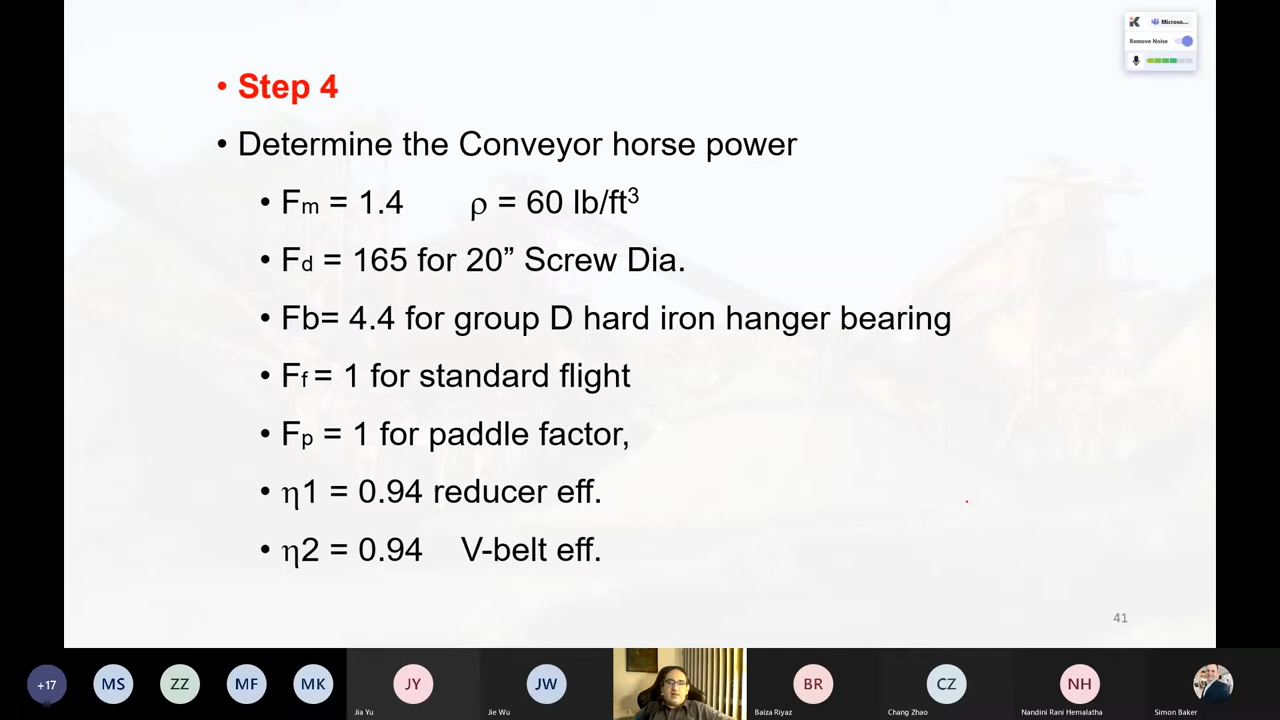 Microso...
Remove Noise
• Step 4
• Determine the Conveyor horse power
• Fm = 1.4 ρ = 60 lb/ft³
• Fd = 165 for 20” Screw Dia.
• Fb= 4.4 for group D hard iron hanger bearing
• Ff = 1 for standard flight
• Fp = 1 for paddle factor,
• η1 = 0.94 reducer eff.
• η2 = 0.94 V-belt eff.
41
+17 MS ZZ MF MK JY JW BR CZ NH
Jia Yu Jie Wu Baiza Riyaz Chang Zhao Nandini Rani Hemalatha Simon Baker